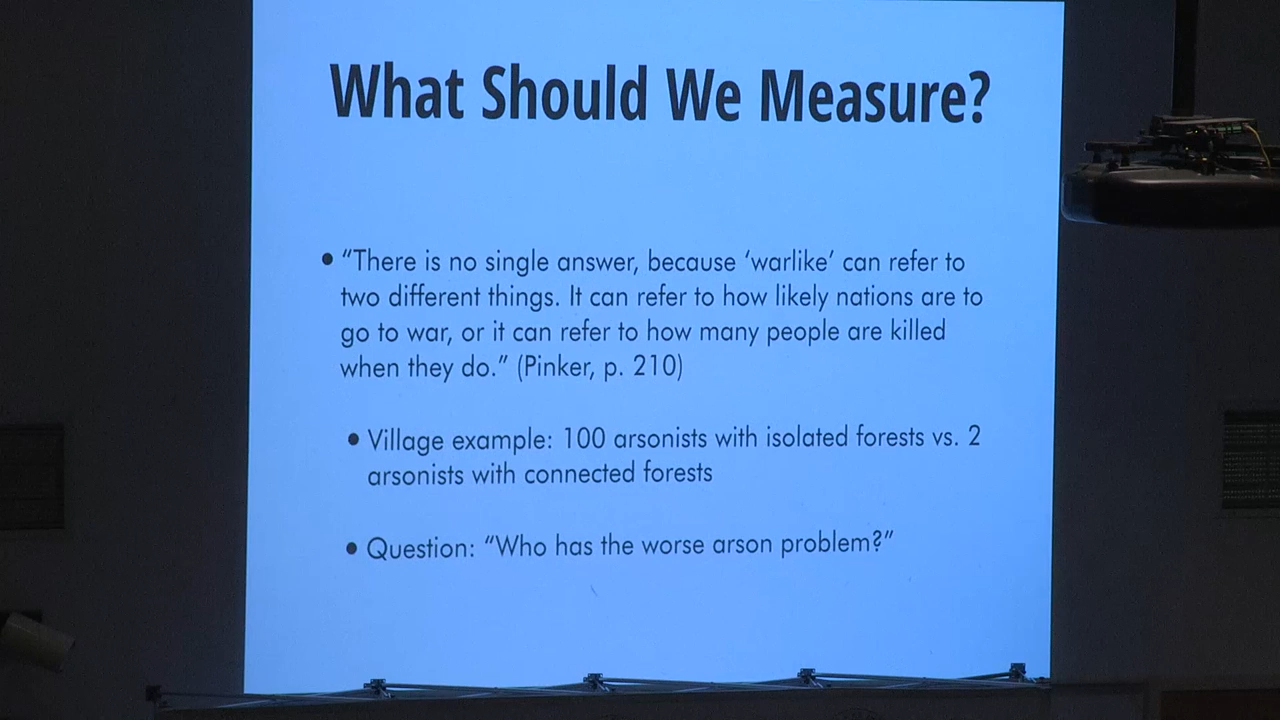 What Should We Measure?
• “There is no single answer, because ‘warlike’ can refer to
two different things. It can refer to how likely nations are to
go to war, or it can refer to how many people are killed
when they do.” (Pinker, p. 210)
• Village example: 100 arsonists with isolated forests vs. 2
arsonists with connected forests
• Question: “Who has the worse arson problem?”